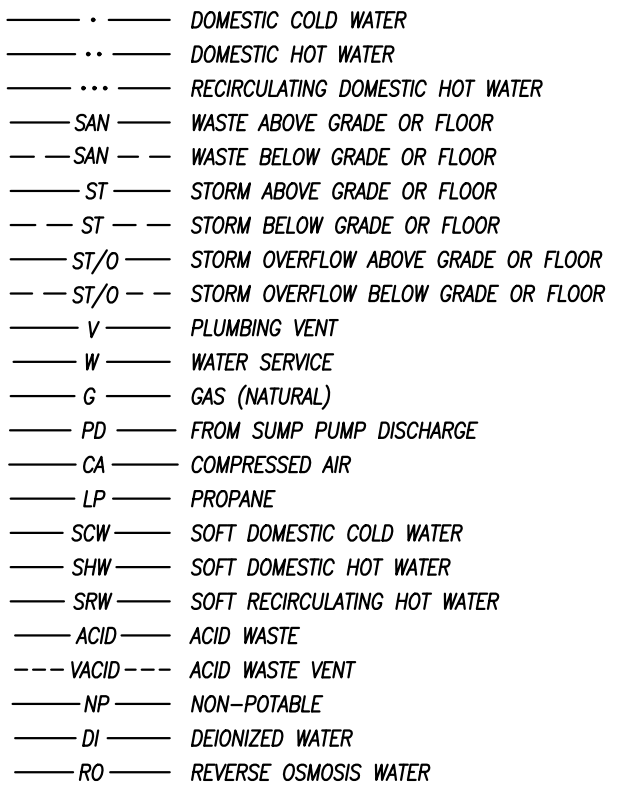 DOMESTIC COLD WATER
DOMESTIC HOT WATER
RECIRCULATING DOMESTIC HOT WATER
SAN WASTE ABOVE GRADE OR FLOOR
SAN WASTE BELOW GRADE OR FLOOR
ST STORM ABOVE GRADE OR FLOOR
ST STORM BELOW GRADE OR FLOOR
ST/O STORM OVERFLOW ABOVE GRADE OR FLOOR
ST/O STORM OVERFLOW BELOW GRADE OR FLOOR
V PLUMBING VENT
W WATER SERVICE
G GAS (NATURAL)
PD FROM SUMP PUMP DISCHARGE
CA COMPRESSED AIR
LP PROPANE
SCW SOFT DOMESTIC COLD WATER
SHW SOFT DOMESTIC HOT WATER
SRW SOFT RECIRCULATING HOT WATER
ACID ACID WASTE
VACID ACID WASTE VENT
NP NON-POTABLE
DI DEIONIZED WATER
RO REVERSE OSMOSIS WATER